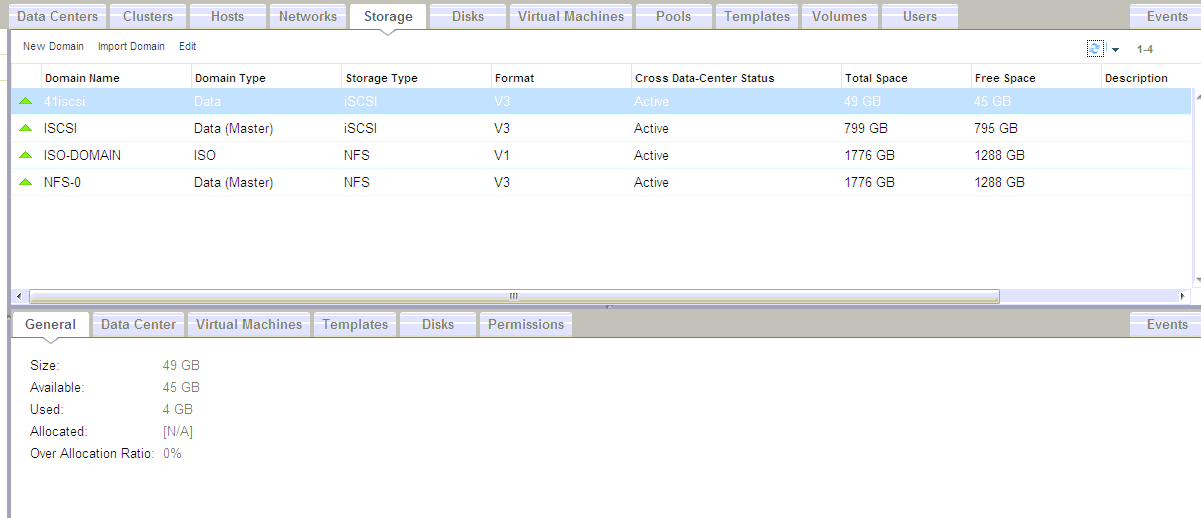 Data Centers Clusters Hosts Networks Storage Disks Virtual Machines Pools Templates Volumes Users Events
New Domain Import Domain Edit 1-4
Domain Name Domain Type Storage Type Format Cross Data-Center Status Total Space Free Space Description
41iscsi Data iSCSI V3 Active 49 GB 45 GB
ISCSI Data (Master) iSCSI V3 Active 799 GB 795 GB
ISO-DOMAIN ISO NFS V1 Active 1776 GB 1288 GB
NFS-0 Data (Master) NFS V3 Active 1776 GB 1288 GB
General Data Center Virtual Machines Templates Disks Permissions Events
Size: 49 GB
Available: 45 GB
Used: 4 GB
Allocated: [N/A]
Over Allocation Ratio: 0%